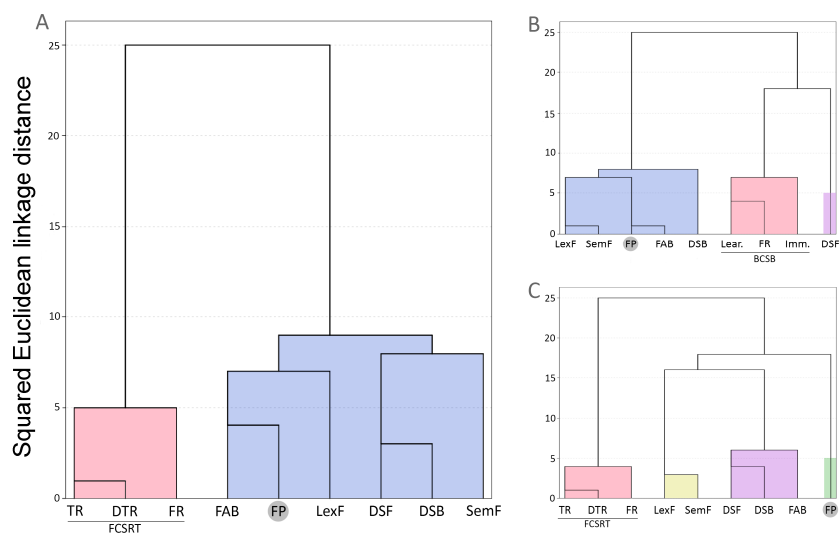 A
Squared Euclidean linkage distance
25
20
15
10
5
0
TR DTR FR FAB FP LexF DSF DSB SemF
FCSRT
B
25
20
15
10
5
0
LexF SemF FP FAB DSB Lear. FR Imm. DSF
BCSB
C
25
20
15
10
5
0
TR DTR FR LexF SemF DSF DSB FAB FP
FCSRT